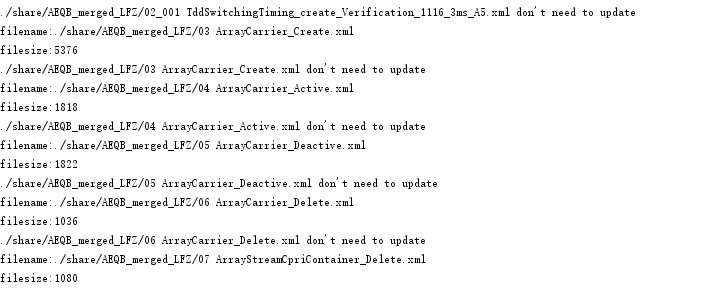 ./share/AEQB_merged_LFZ/02_001 TddSwitchingTiming_create_Verification_1116_3ms_A5.xml don't need to update
filename:./share/AEQB_merged_LFZ/03 ArrayCarrier_Create.xml
filesize:5376
./share/AEQB_merged_LFZ/03 ArrayCarrier_Create.xml don't need to update
filename:./share/AEQB_merged_LFZ/04 ArrayCarrier_Active.xml
filesize:1818
./share/AEQB_merged_LFZ/04 ArrayCarrier_Active.xml don't need to update
filename:./share/AEQB_merged_LFZ/05 ArrayCarrier_Deactive.xml
filesize:1822
./share/AEQB_merged_LFZ/05 ArrayCarrier_Deactive.xml don't need to update
filename:./share/AEQB_merged_LFZ/06 ArrayCarrier_Delete.xml
filesize:1036
./share/AEQB_merged_LFZ/06 ArrayCarrier_Delete.xml don't need to update
filename:./share/AEQB_merged_LFZ/07 ArrayStreamCpriContainer_Delete.xml
filesize:1080